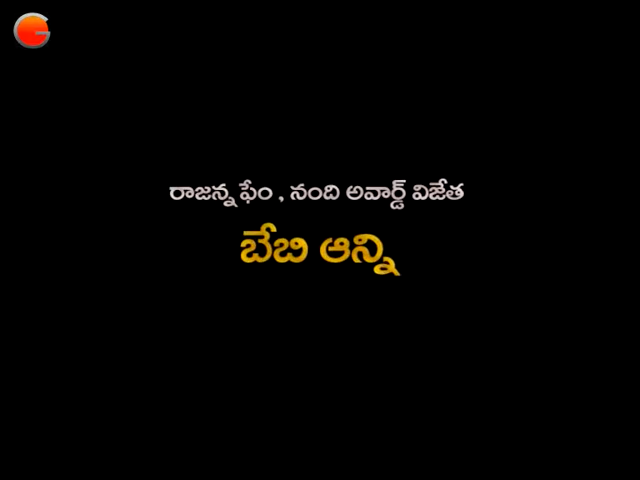 రాజన్న ఫేం , నంది అవార్డ్ విజేత
బేబి ఆన్ని